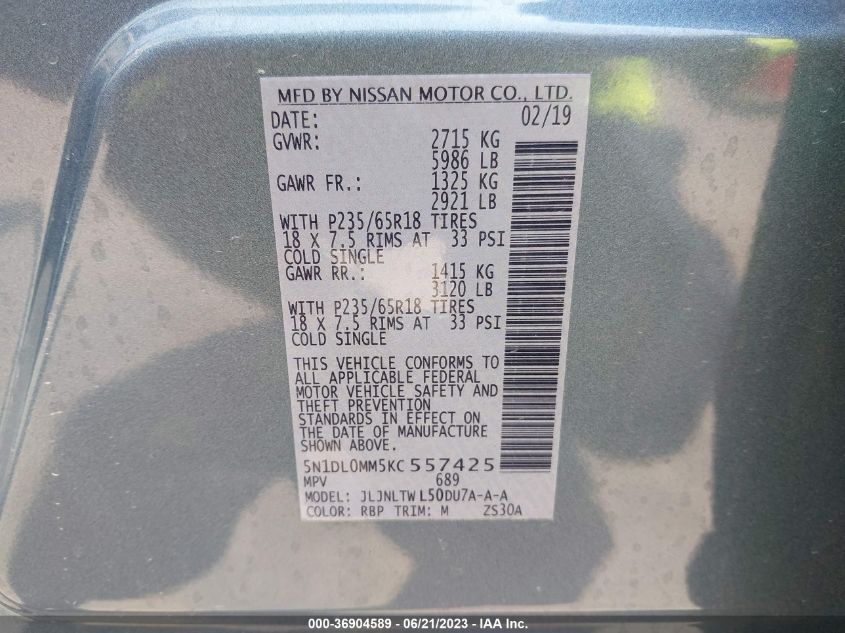 MFD BY NISSAN MOTOR CO., LTD.
DATE: 02/19
GVWR: 2715 KG
5986 LB
GAWR FR.: 1325 KG
2921 LB
WITH P235/65R18 TIRES
18 X 7.5 RIMS AT 33 PSI
COLD SINGLE
GAWR RR.: 1415 KG
3120 LB
WITH P235/65R18 TIRES
18 X 7.5 RIMS AT 33 PSI
COLD SINGLE
THIS VEHICLE CONFORMS TO
ALL APPLICABLE FEDERAL
MOTOR VEHICLE SAFETY AND
THEFT PREVENTION
STANDARDS IN EFFECT ON
THE DATE OF MANUFACTURE
SHOWN ABOVE.
5N1DL0MM5KC557425
MPV 689
MODEL: JLJNLTWL50DU7A-A-A
COLOR: RBP TRIM: M ZS30A
000-36904589 - 06/21/2023 - IAA Inc.